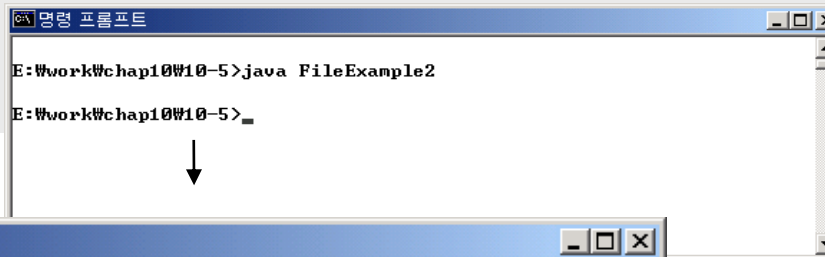 명령 프롬프트
E:₩work₩chap10₩10-5>java FileExample2
E:₩work₩chap10₩10-5>_